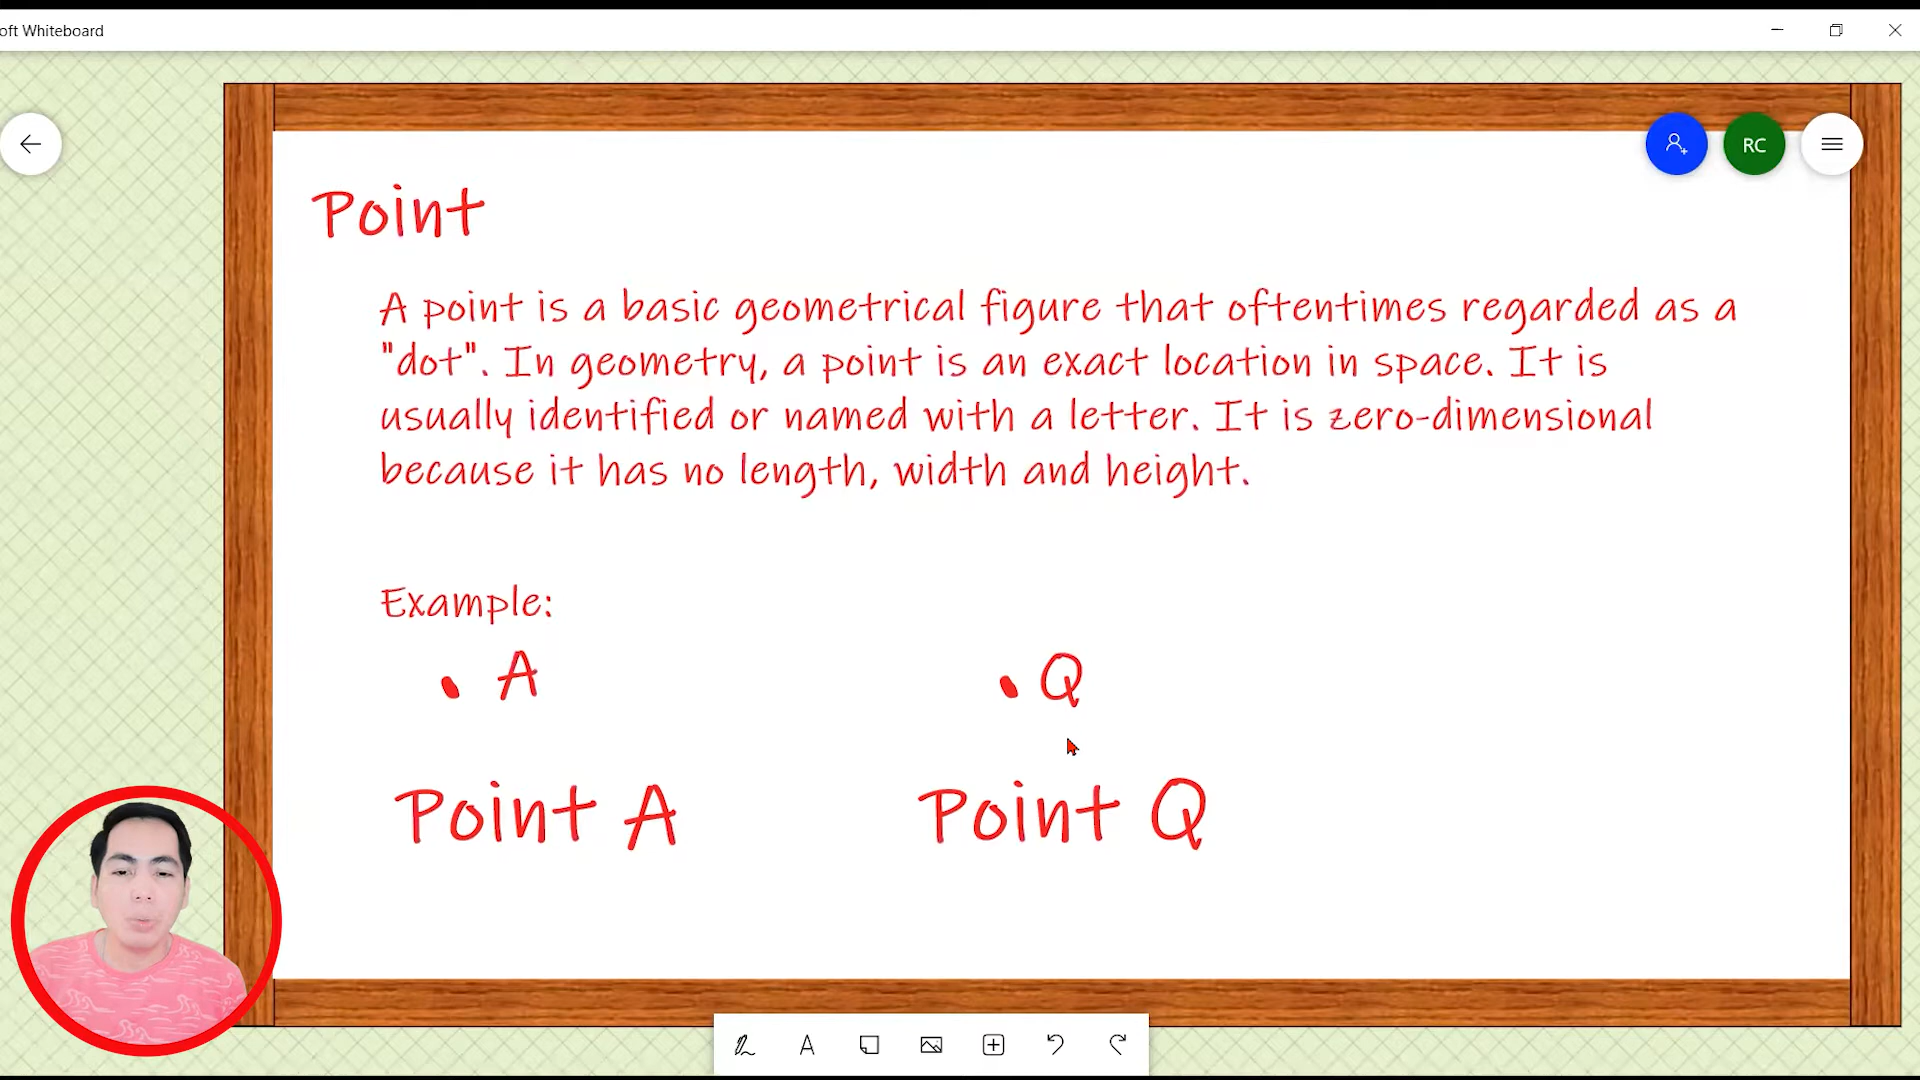 oft Whiteboard
RC
Point
A point is a basic geometrical figure that oftentimes regarded as a
"dot". In geometry, a point is an exact location in space. It is
usually identified or named with a letter. It is zero-dimensional
because it has no length, width and height.
Example:
A
Q
Point A
Point Q